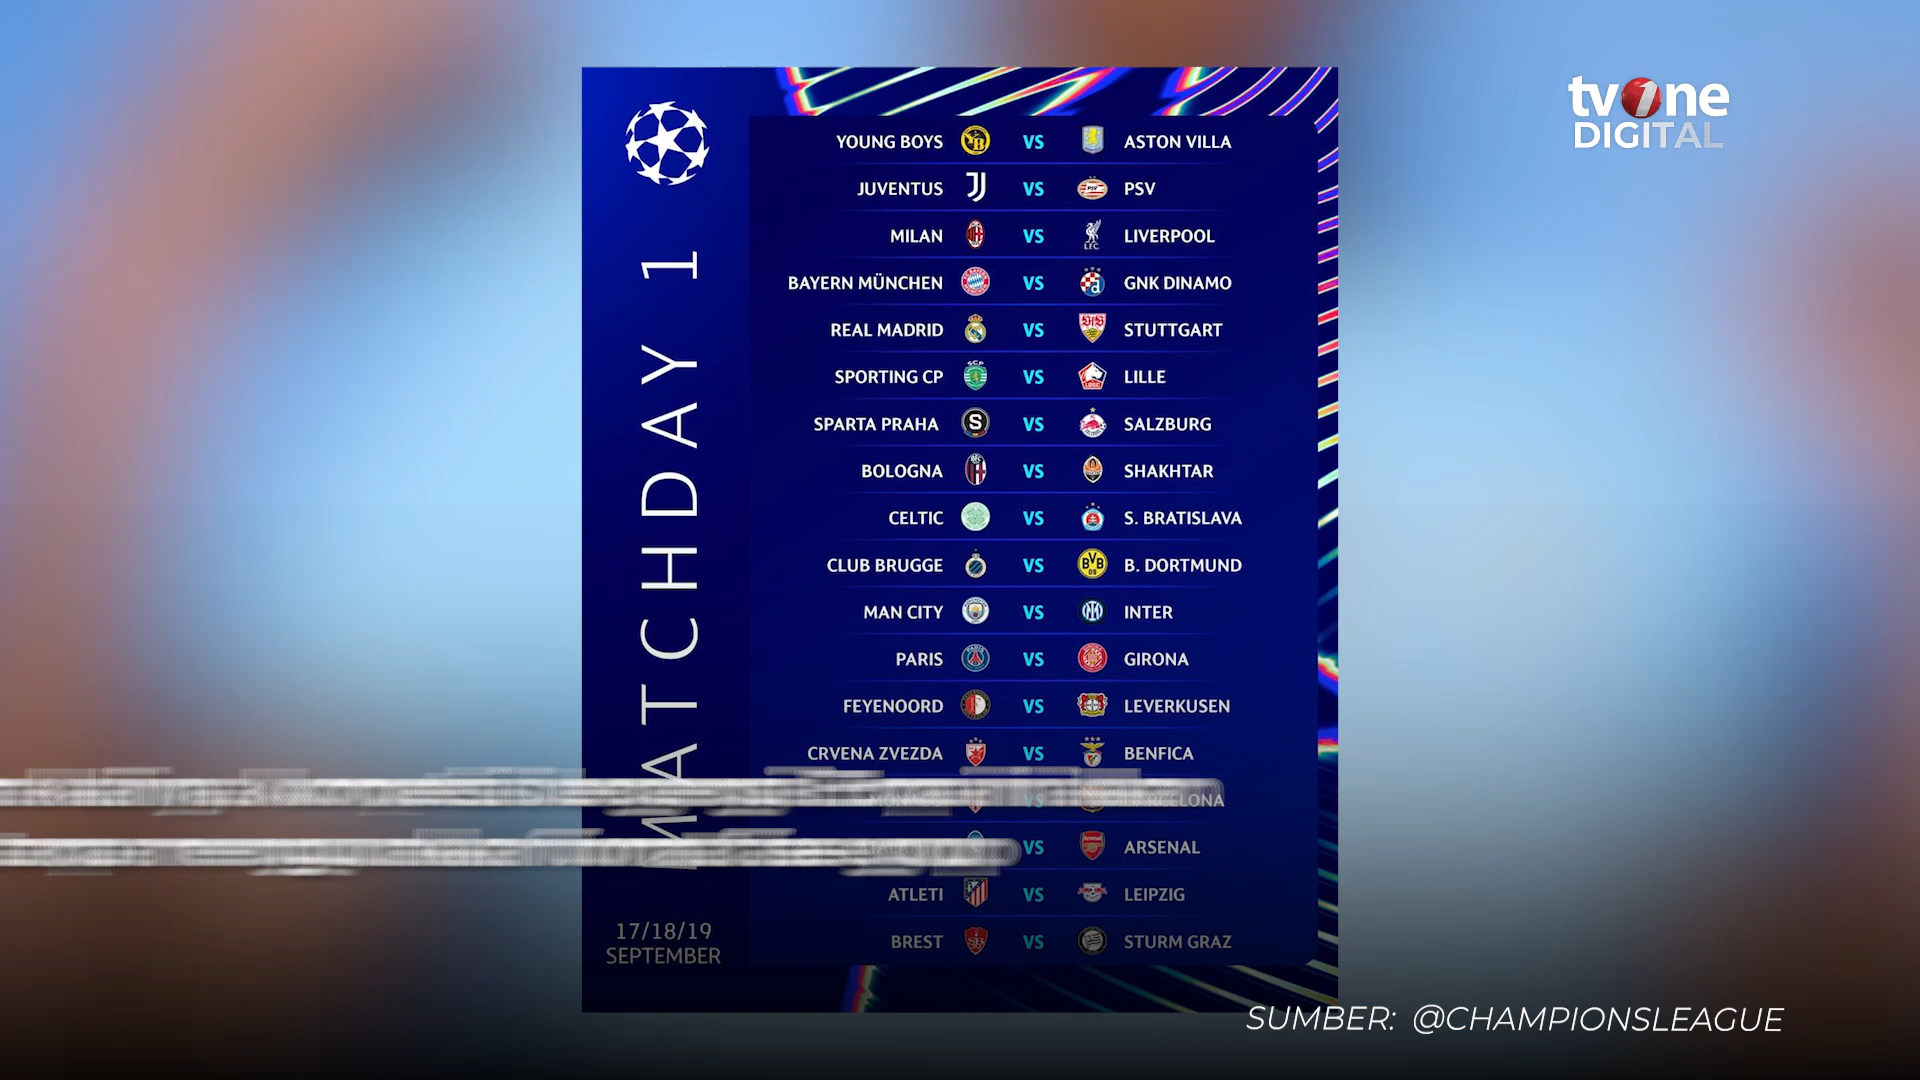 tvOne
DIGITAL
MATCHDAY 1
17/18/19
SEPTEMBER
YOUNG BOYS VS ASTON VILLA
JUVENTUS VS PSV
MILAN VS LIVERPOOL
BAYERN MÜNCHEN VS GNK DINAMO
REAL MADRID VS STUTTGART
SPORTING CP VS LILLE
SPARTA PRAHA VS SALZBURG
BOLOGNA VS SHAKHTAR
CELTIC VS S. BRATISLAVA
CLUB BRUGGE VS B. DORTMUND
MAN CITY VS INTER
PARIS VS GIRONA
FEYENOORD VS LEVERKUSEN
CRVENA ZVEZDA VS BENFICA
VS
VS ARSENAL
ATLETI VS LEIPZIG
BREST VS STURM GRAZ
SUMBER: @CHAMPIONSLEAGUE